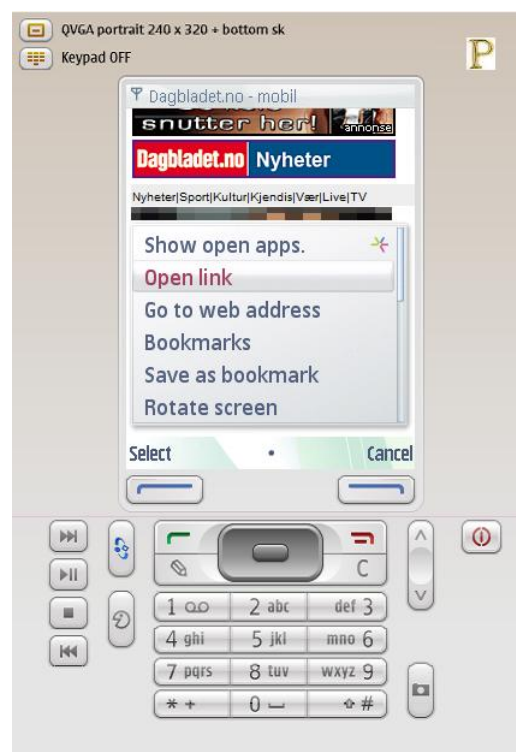 QVGA portrait 240 x 320 + bottom sk
Keypad OFF
P
Dagbladet.no - mobil
snutter her!
annonse
Dagbladet.no Nyheter
Nyheter|Sport|Kultur|Kjendis|Vær|Live|TV
Show open apps.
Open link
Go to web address
Bookmarks
Save as bookmark
Rotate screen
Select Cancel
C
1 2 abc def 3
4 ghi 5 jkl mno 6
7 pqrs 8 tuv wxyz 9
* + 0 #